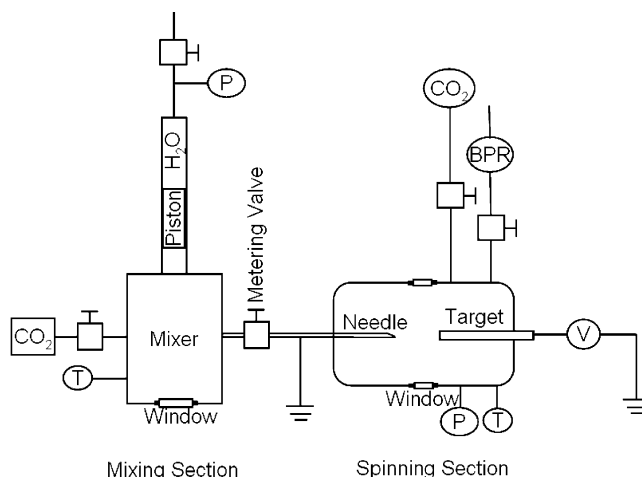 P
H₂O
Piston
CO₂
Mixer
T
Window
Metering Valve
Mixing Section
CO₂
BPR
Needle
Target
V
Window
P
T
Spinning Section